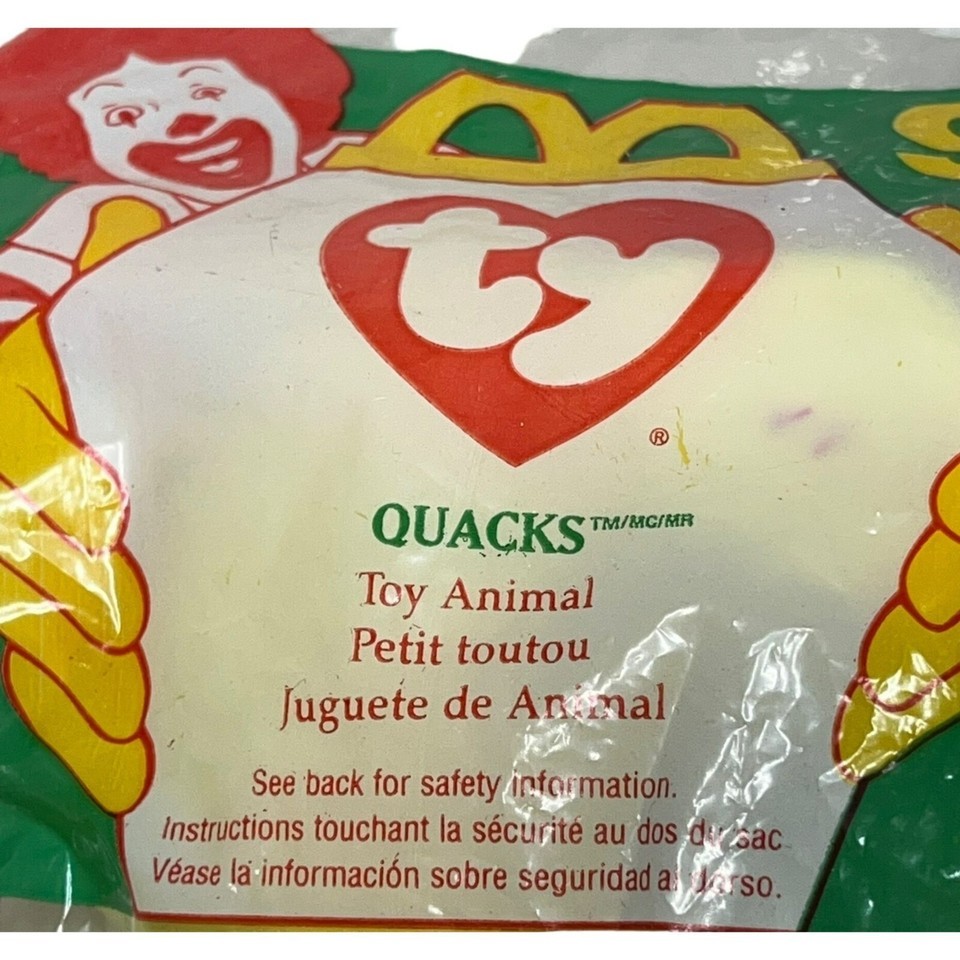 ty
®
QUACKS TM/MC/MR
Toy Animal
Petit toutou
Juguete de Animal
See back for safety information.
Instructions touchant la sécurité au dos du sac
Véase la información sobre seguridad al dorso.